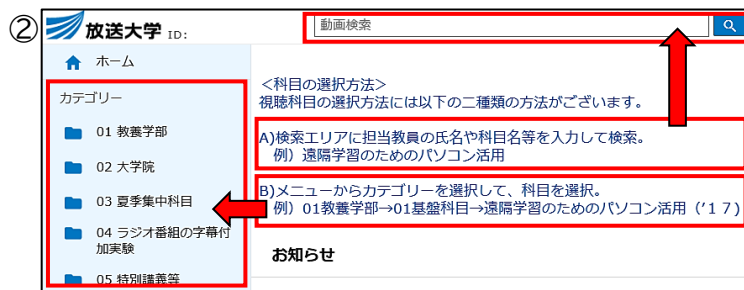 ②
放送大学 ID:
動画検索
ホーム
カテゴリー
01 教養学部
02 大学院
03 夏季集中科目
04 ラジオ番組の字幕付
加実験
05 特別講義等
＜科目の選択方法＞
視聴科目の選択方法には以下の二種類の方法がございます。
A)検索エリアに担当教員の氏名や科目名等を入力して検索。
例）遠隔学習のためのパソコン活用
B)メニューからカテゴリーを選択して、科目を選択。
例）01教養学部→01基盤科目→遠隔学習のためのパソコン活用（'１７）
お知らせ